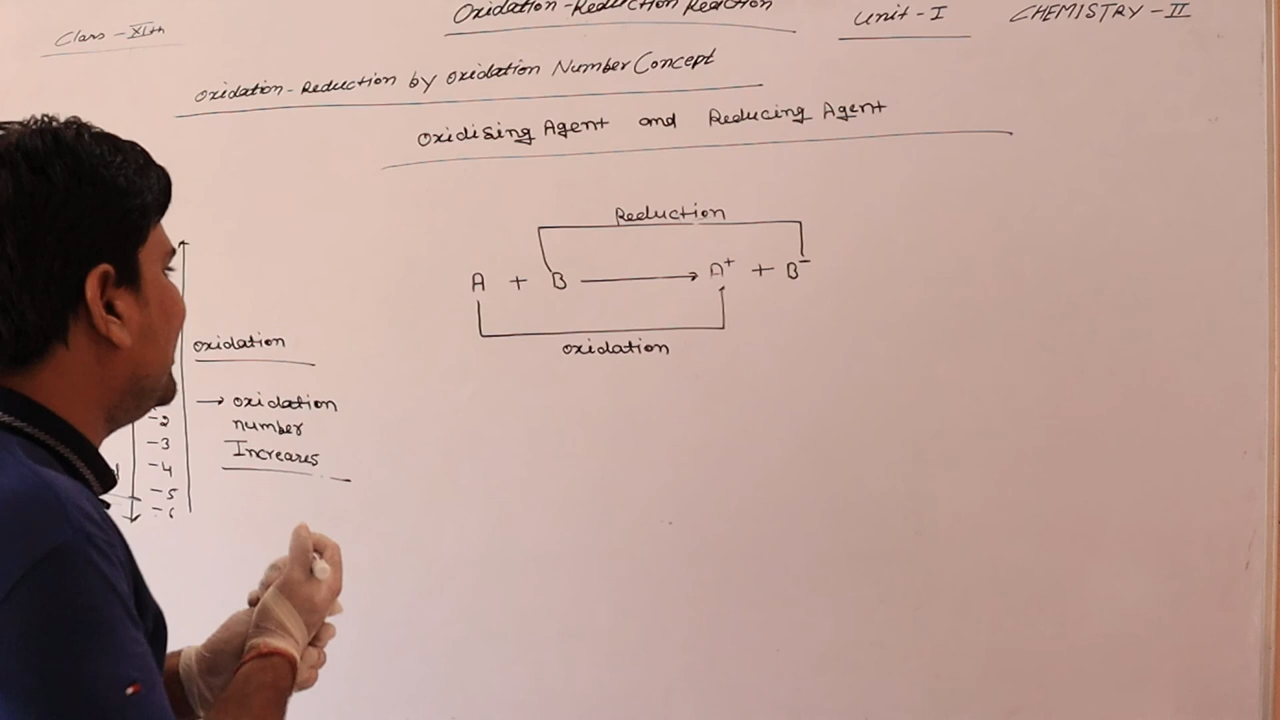 Class - XIth
Oxidation - Reduction Reaction
Unit - I
CHEMISTRY - II
Oxidation - Reduction by Oxidation Number Concept
Oxidising Agent and Reducing Agent
Reduction
A + B ⟶ A⁺ + B⁻
oxidation
oxidation
→ oxidation
number
Increases
-2
-3
-4
-5
-6